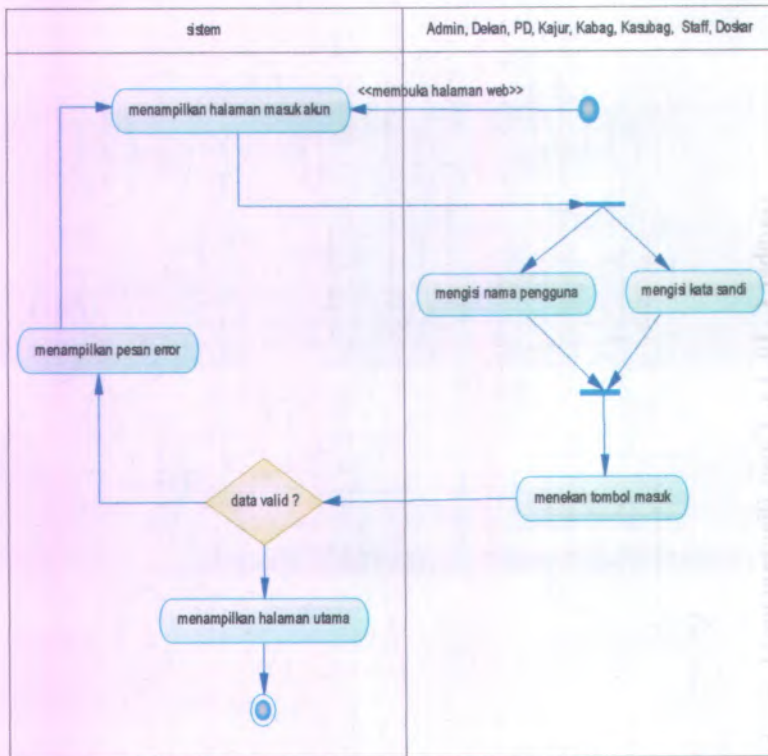 sistem
Admin, Dekan, PD, Kajur, Kabag, Kasubag, Staff, Doskar
menampilkan halaman masuk akun
<<membuka halaman web>>
mengisi nama pengguna
mengisi kata sandi
menampilkan pesan error
data valid ?
menekan tombol masuk
menampilkan halaman utama